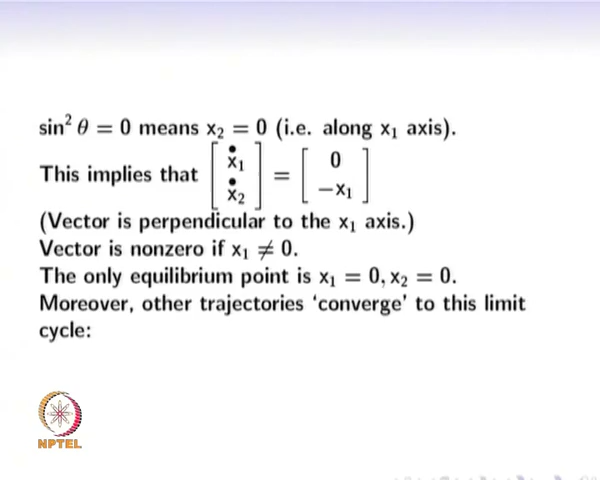 sin² θ = 0 means x₂ = 0 (i.e. along x₁ axis).
This implies that [ẋ₁ ẋ₂] = [0 −x₁]
(Vector is perpendicular to the x₁ axis.)
Vector is nonzero if x₁ ≠ 0.
The only equilibrium point is x₁ = 0, x₂ = 0.
Moreover, other trajectories ‘converge’ to this limit
cycle:
NPTEL